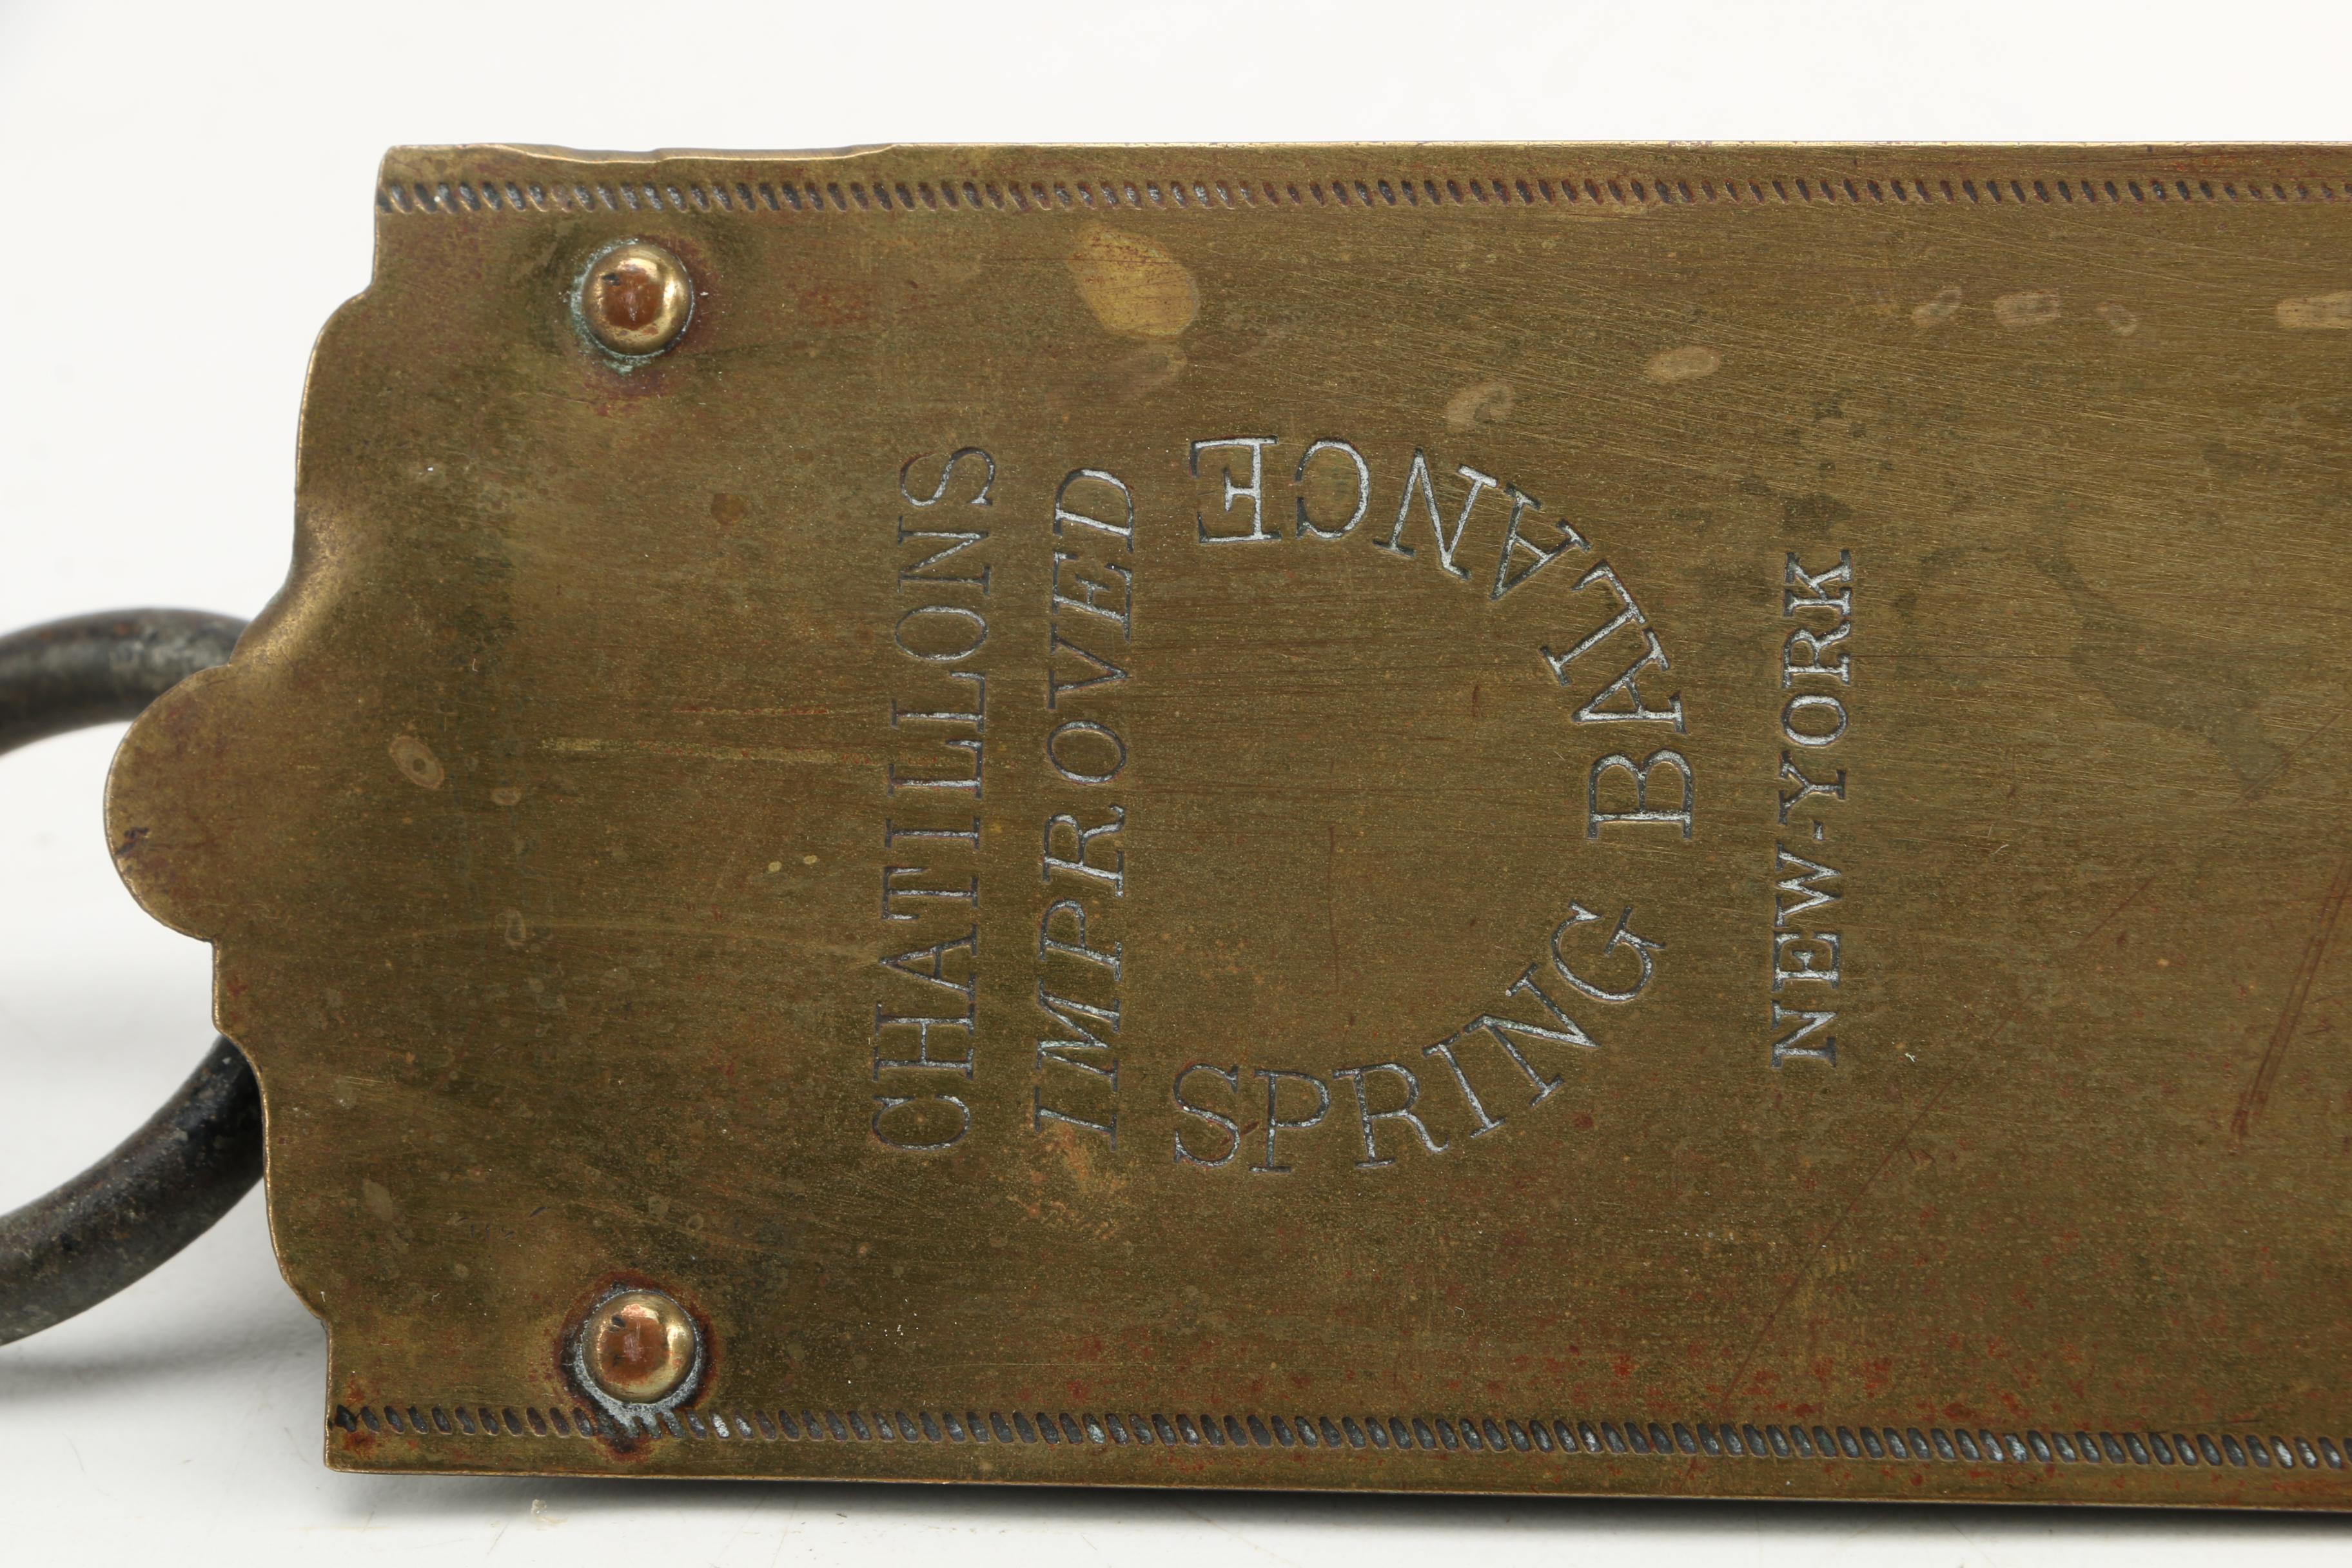 CHATILLONS
IMPROVED
SPRING BALANCE
NEW-YORK